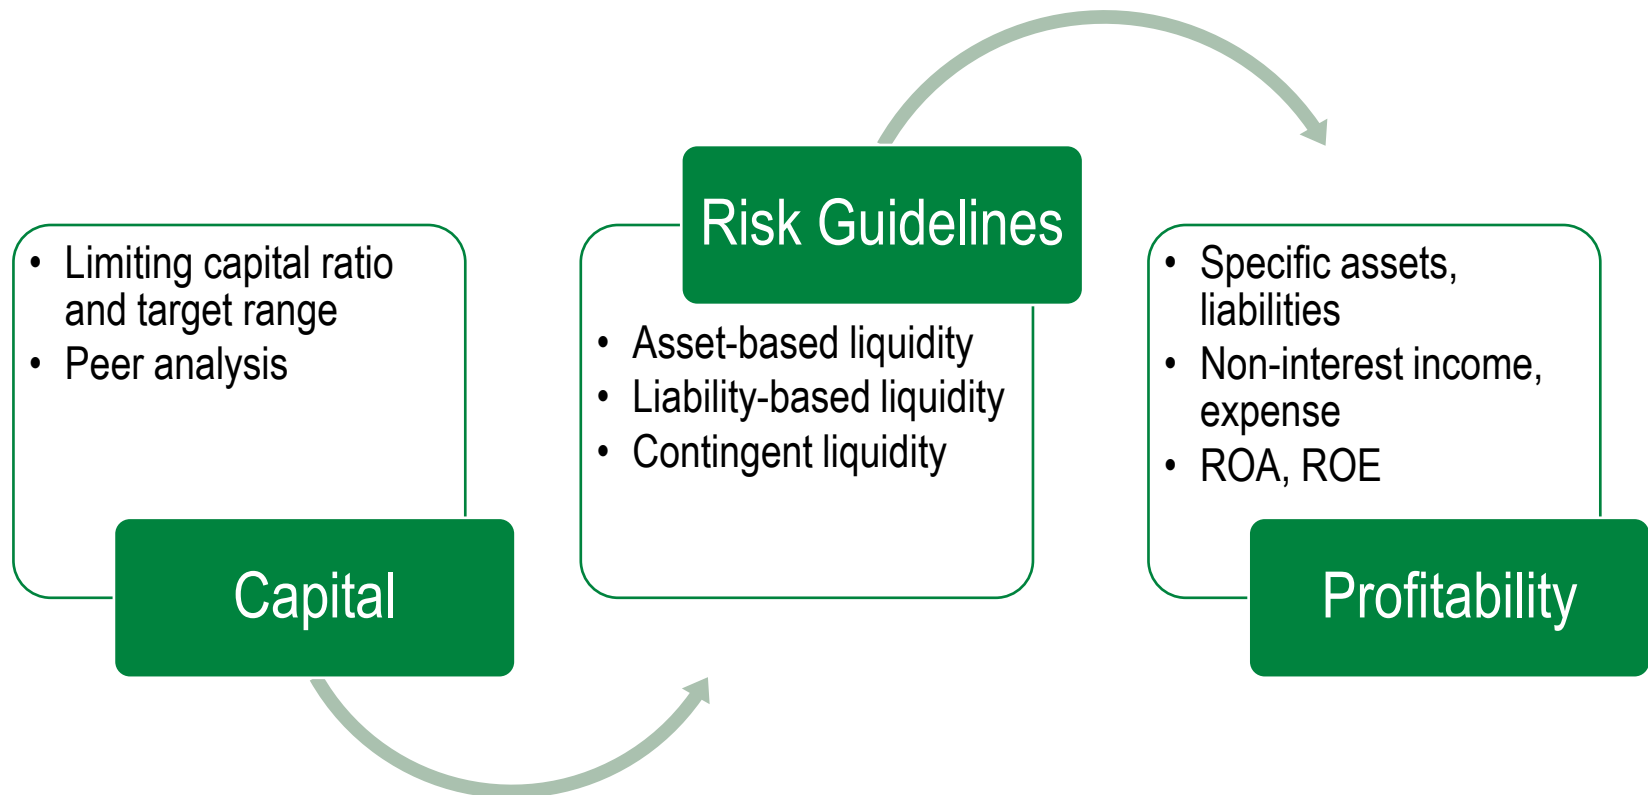 • Limiting capital ratio
and target range
• Peer analysis
Capital
Risk Guidelines
• Asset-based liquidity
• Liability-based liquidity
• Contingent liquidity
• Specific assets,
liabilities
• Non-interest income,
expense
• ROA, ROE
Profitability